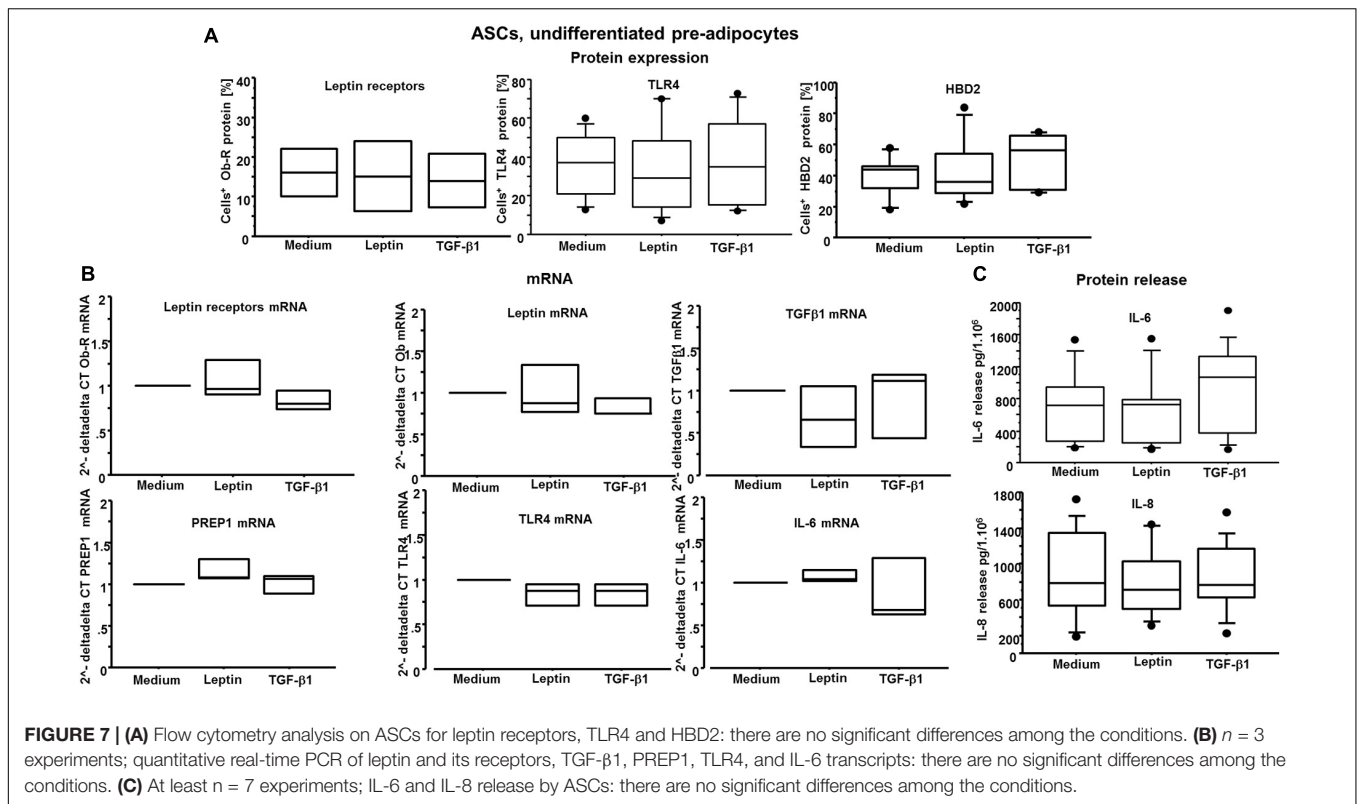 A
ASCs, undifferentiated pre-adipocytes
Protein expression
Cells⁺ Ob-R protein [%]
40
30
20
10
0
Leptin receptors
Medium Leptin TGF-β1
Cells⁺ TLR4 protein [%]
80
60
40
20
0
TLR4
Medium Leptin TGF-β1
Cells⁺ HBD2 protein [%]
100
80
60
40
20
0
HBD2
Medium Leptin TGF-β1
B
mRNA
2^- deltadelta CT Ob-R mRNA
2
1.5
1
.5
0
Leptin receptors mRNA
Medium Leptin TGF-β1
2^- deltadelta CT Ob mRNA
2
1.5
1
.5
0
Leptin mRNA
Medium Leptin TGF-β1
2^- deltadelta CT TGFβ1 mRNA
2
1.5
1
.5
0
TGFβ1 mRNA
Medium Leptin TGF-β1
2^- deltadelta CT PREP1 mRNA
2
1.5
1
.5
0
PREP1 mRNA
Medium Leptin TGF-β1
2^- deltadelta CT TLR4 mRNA
2
1.5
1
.5
0
TLR4 mRNA
Medium Leptin TGF-β1
2^- deltadelta CT IL-6 mRNA
2
1.5
1
.5
0
IL-6 mRNA
Medium Leptin TGF-β1
C
Protein release
IL-6 release pg/1.10⁶
2000
1600
1200
800
400
0
IL-6
Medium Leptin TGF-β1
IL-8 release pg/1.10⁶
1800
1400
1000
600
200
0
IL-8
Medium Leptin TGF-β1
FIGURE 7 | (A) Flow cytometry analysis on ASCs for leptin receptors, TLR4 and HBD2: there are no significant differences among the conditions. (B) n = 3
experiments; quantitative real-time PCR of leptin and its receptors, TGF-β1, PREP1, TLR4, and IL-6 transcripts: there are no significant differences among the
conditions. (C) At least n = 7 experiments; IL-6 and IL-8 release by ASCs: there are no significant differences among the conditions.